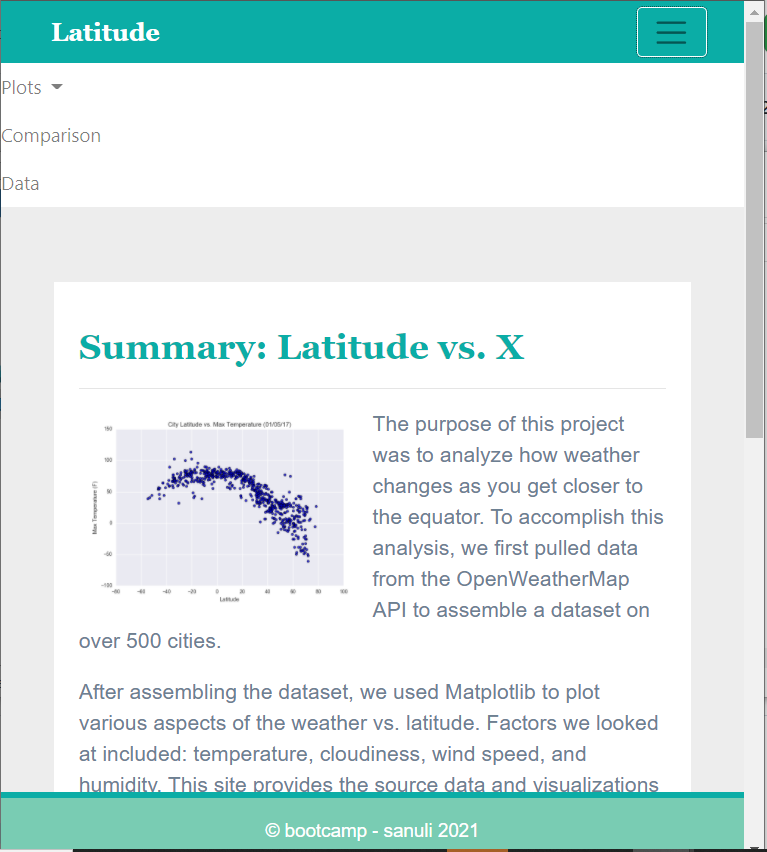 Latitude
Plots
Comparison
Data
Summary: Latitude vs. X
City Latitude vs. Max Temperature (01/05/17)
Max Temperature (F)
150
100
50
0
-50
-100
-80 -60 -40 -20 0 20 40 60 80 100
Latitude
The purpose of this project
was to analyze how weather
changes as you get closer to
the equator. To accomplish this
analysis, we first pulled data
from the OpenWeatherMap
API to assemble a dataset on
over 500 cities.
After assembling the dataset, we used Matplotlib to plot
various aspects of the weather vs. latitude. Factors we looked
at included: temperature, cloudiness, wind speed, and
humidity. This site provides the source data and visualizations
© bootcamp - sanuli 2021